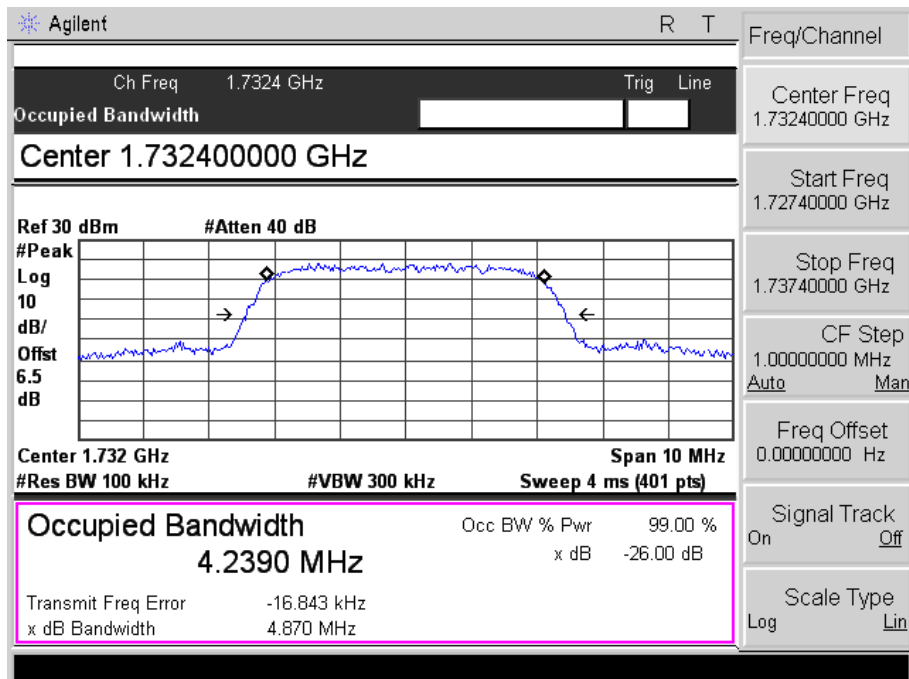 Agilent
R T
Ch Freq 1.7324 GHz
Trig Line
Occupied Bandwidth
Center 1.732400000 GHz
Ref 30 dBm
#Atten 40 dB
#Peak
Log
10
dB/
Offst
6.5
dB
Center 1.732 GHz
Span 10 MHz
#Res BW 100 kHz
#VBW 300 kHz
Sweep 4 ms (401 pts)
Occupied Bandwidth
4.2390 MHz
Occ BW % Pwr 99.00 %
x dB -26.00 dB
Transmit Freq Error -16.843 kHz
x dB Bandwidth 4.870 MHz
Freq/Channel
Center Freq
1.73240000 GHz
Start Freq
1.72740000 GHz
Stop Freq
1.73740000 GHz
CF Step
1.00000000 MHz
Auto Man
Freq Offset
0.00000000 Hz
Signal Track
On Off
Scale Type
Log Lin